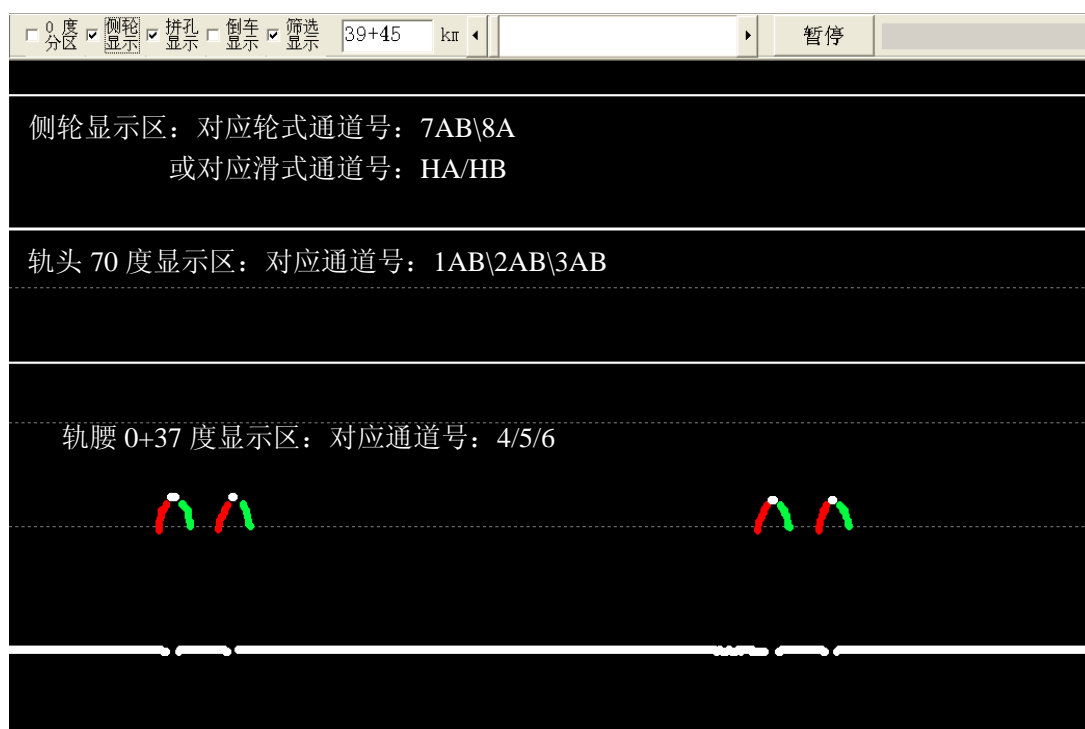 0 度分区 侧轮显示 拼孔显示 倒车显示 筛选显示 39+45 km 暂停
侧轮显示区：对应轮式通道号：7AB\8A
或对应滑式通道号：HA/HB
轨头 70 度显示区：对应通道号：1AB\2AB\3AB
轨腰 0+37 度显示区：对应通道号：4/5/6